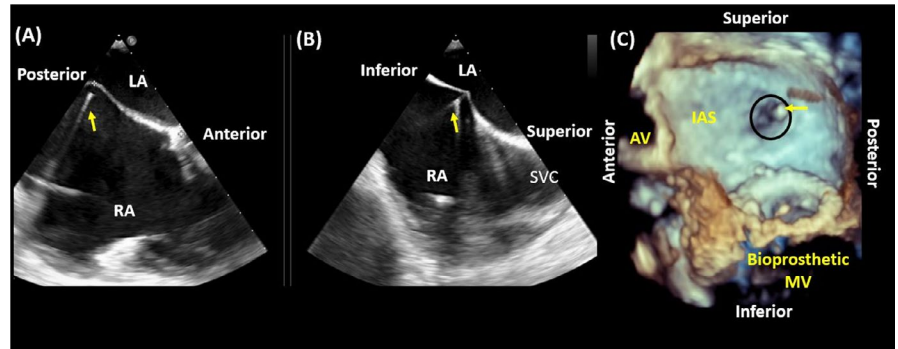 (A)
Posterior
LA
Anterior
RA
(B)
Inferior
LA
Superior
RA
SVC
(C)
Superior
IAS
AV
Anterior
Posterior
Bioprosthetic
MV
Inferior